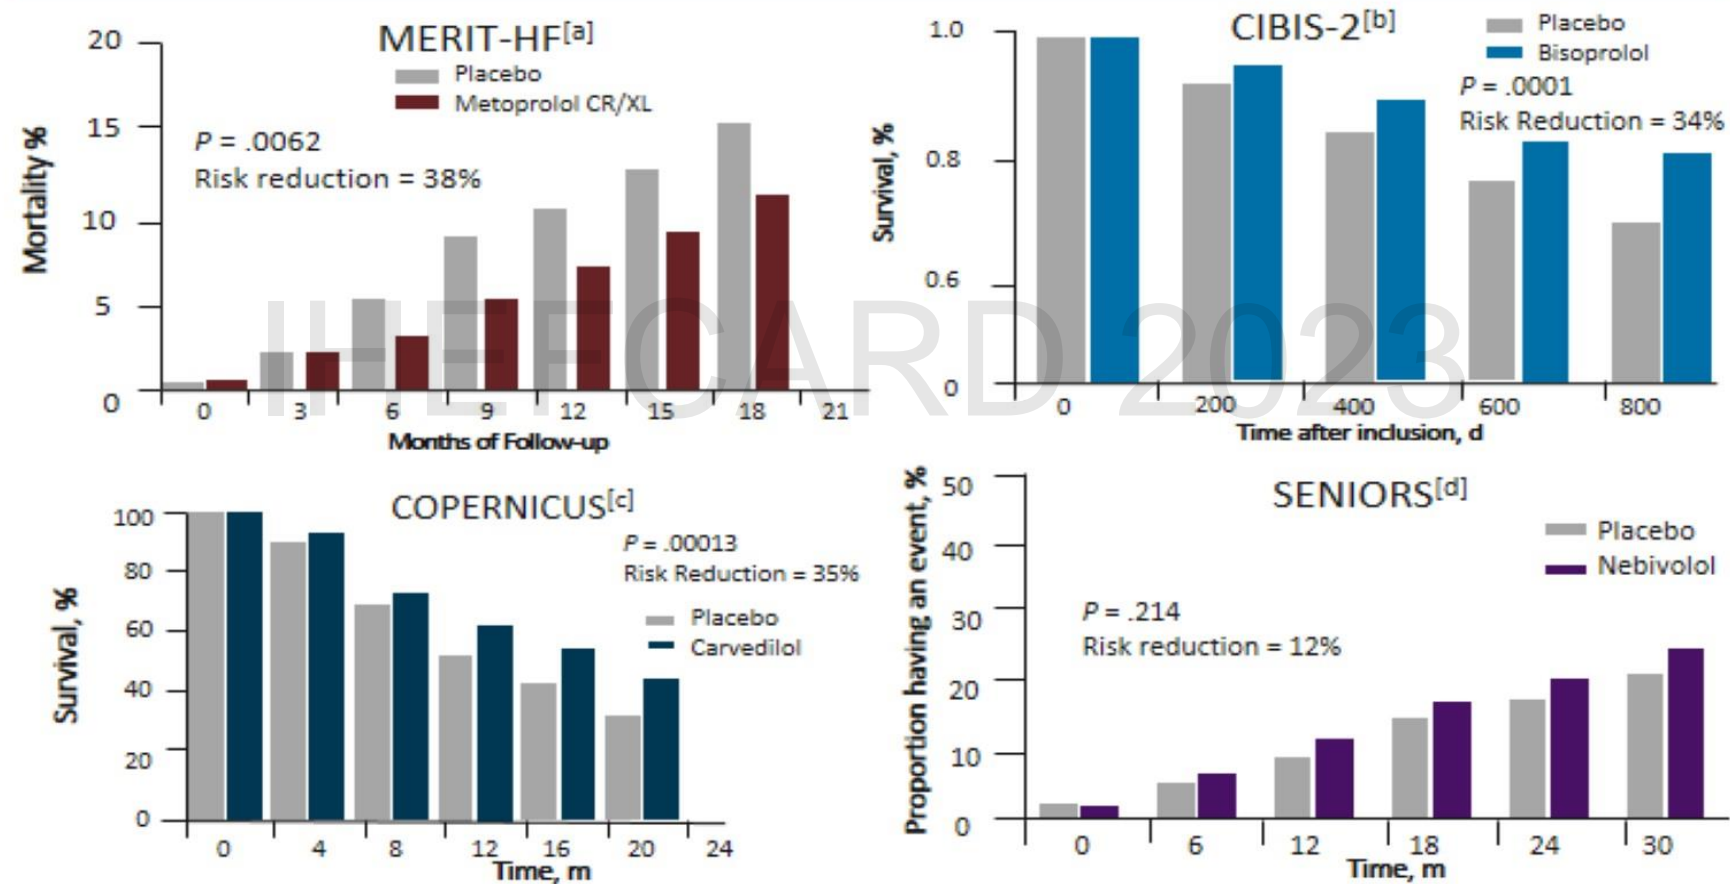 MERIT-HF[a]
Placebo
Metoprolol CR/XL
P = .0062
Risk reduction = 38%
Mortality %
20
15
10
5
0
0 3 6 9 12 15 18 21
Months of Follow-up
CIBIS-2[b]
Placebo
Bisoprolol
P = .0001
Risk Reduction = 34%
Survival, %
1.0
0.8
0.6
0
0 200 400 600 800
Time after inclusion, d
IHEFCARD 2023
COPERNICUS[c]
P = .00013
Risk Reduction = 35%
Placebo
Carvedilol
Survival, %
100
80
60
40
20
0
0 4 8 12 16 20 24
Time, m
SENIORS[d]
Placebo
Nebivolol
P = .214
Risk reduction = 12%
Proportion having an event, %
50
40
30
20
10
0
0 6 12 18 24 30
Time, m